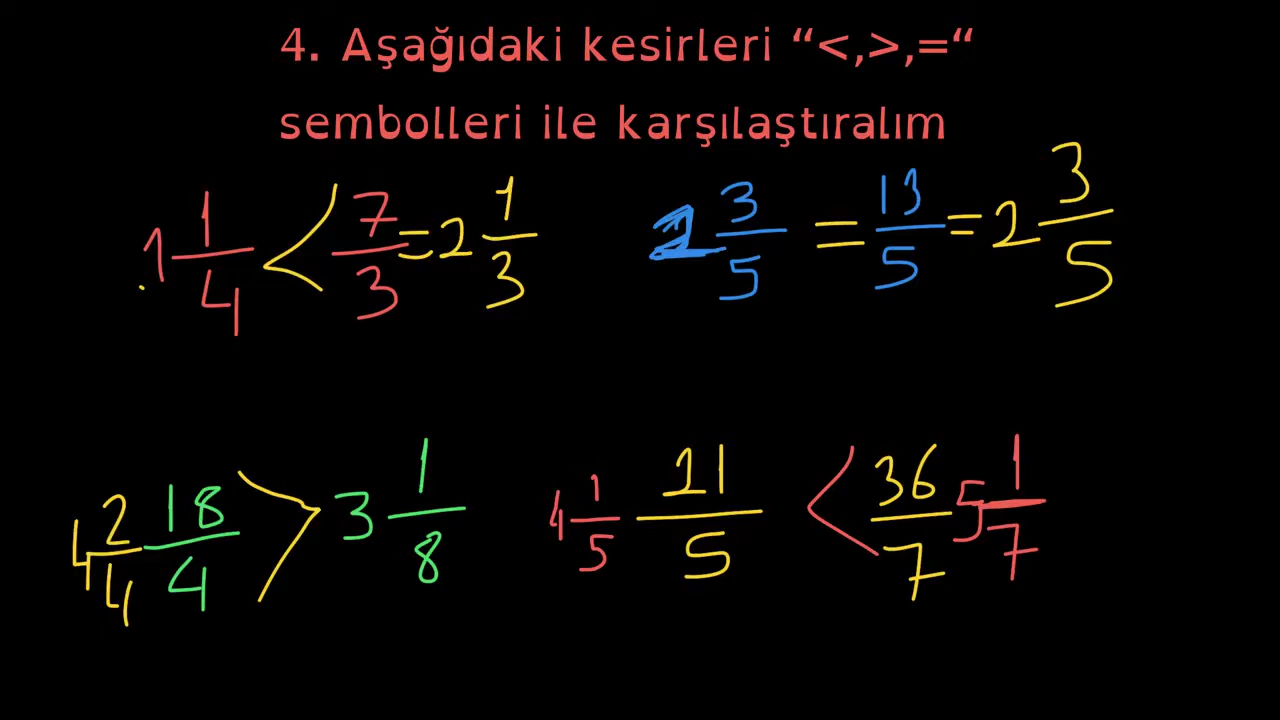 4. Aşağıdaki kesirleri “<,>,=“
sembolleri ile karşılaştıralım
1 1/4 < 7/3 = 2 1/3
2 3/5 = 13/5 = 2 3/5
4 2/4 18/4 > 3 1/8
4 1/5 21/5 < 36/7 5 1/7